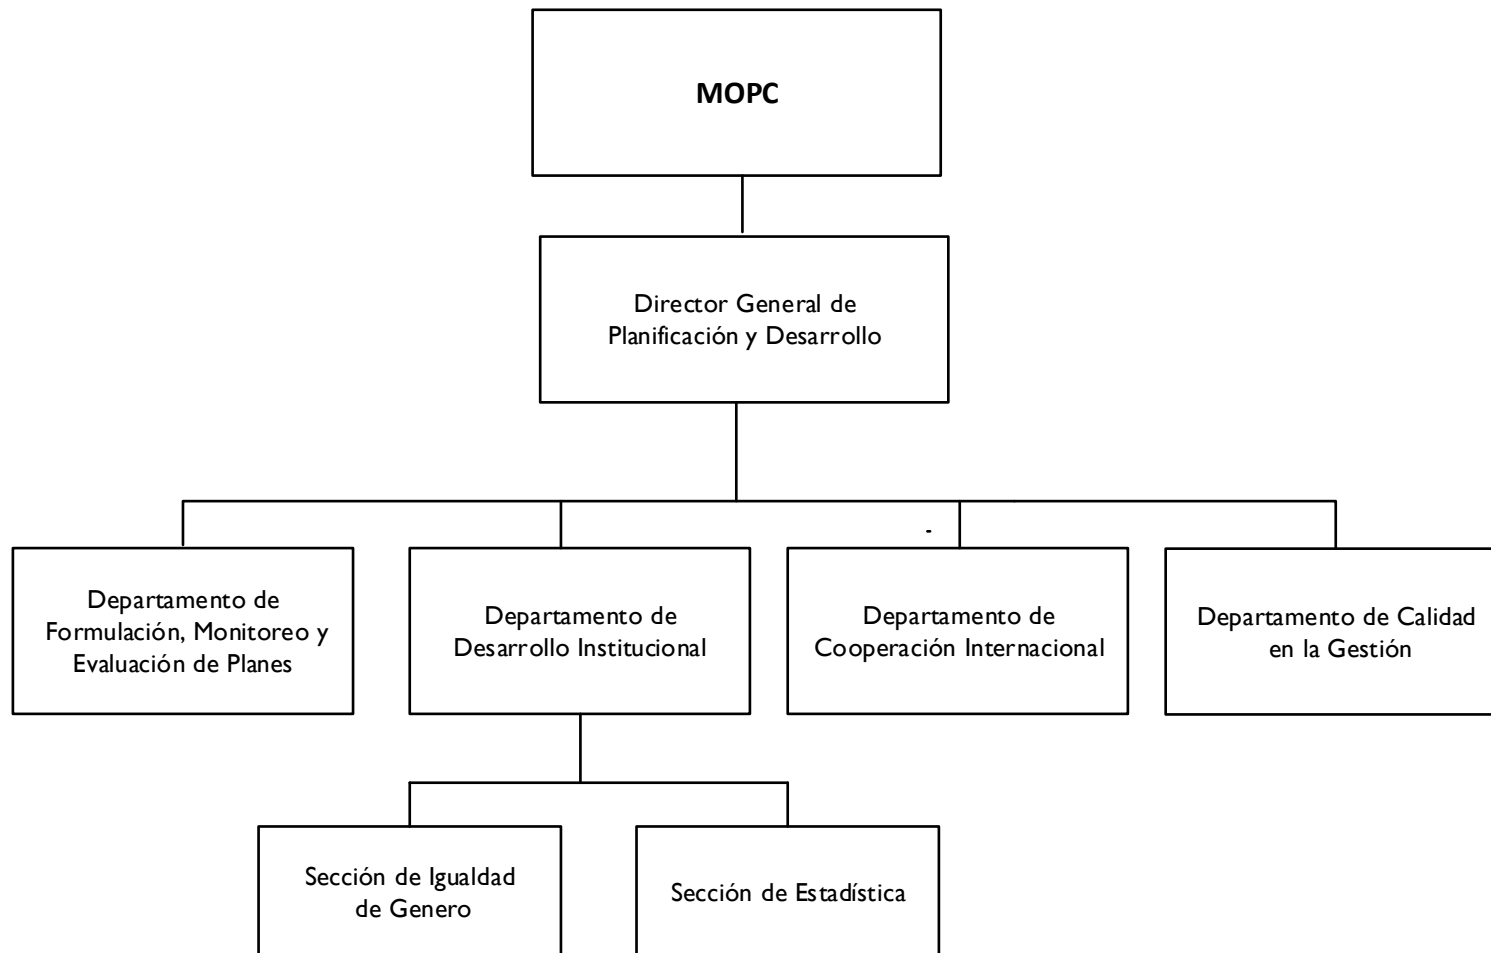 MOPC
Director General de
Planificación y Desarrollo
-
Departamento de
Formulación, Monitoreo y
Evaluación de Planes
Departamento de
Desarrollo Institucional
Departamento de
Cooperación Internacional
Departamento de Calidad
en la Gestión
Sección de Igualdad
de Genero
Sección de Estadística